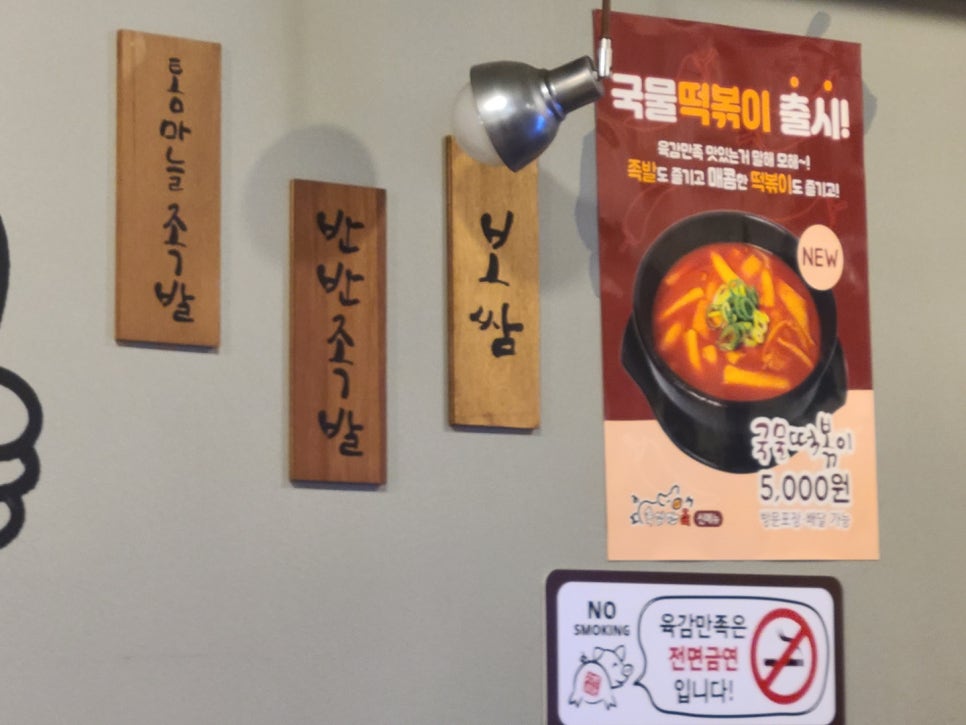 통마늘족발
반반족발
보쌈
국물떡볶이 출시!
육감만족 맛있는거 말해 모해~!
족발도 즐기고 매콤한 떡볶이도 즐기고!
NEW
국물떡볶이
5,000원
방문포장 배달 가능
신메뉴
NO
SMOKING
육감만족은
전면금연
입니다!